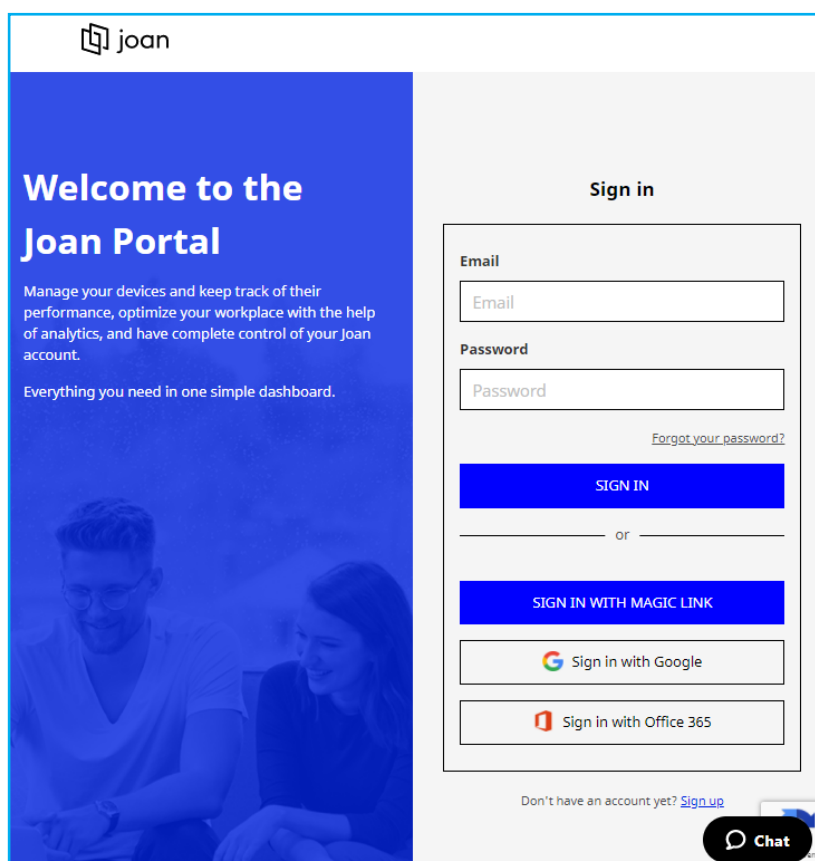 joan
Welcome to the
Joan Portal
Manage your devices and keep track of their
performance, optimize your workplace with the help
of analytics, and have complete control of your Joan
account.
Everything you need in one simple dashboard.
Sign in
Email
Email
Password
Password
Forgot your password?
SIGN IN
or
SIGN IN WITH MAGIC LINK
Sign in with Google
Sign in with Office 365
Don't have an account yet? Sign up
Chat